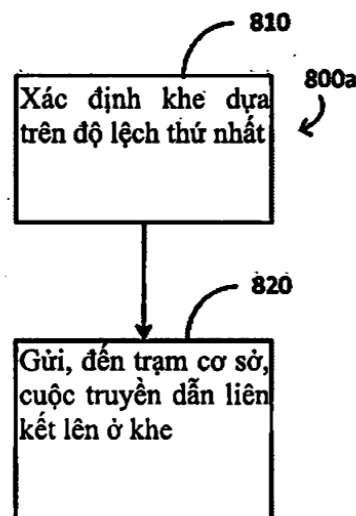 810
800a
Xác định khe dựa
trên độ lệch thứ nhất
820
Gửi, đến trạm cơ sở,
cuộc truyền dẫn liên
kết lên ở khe